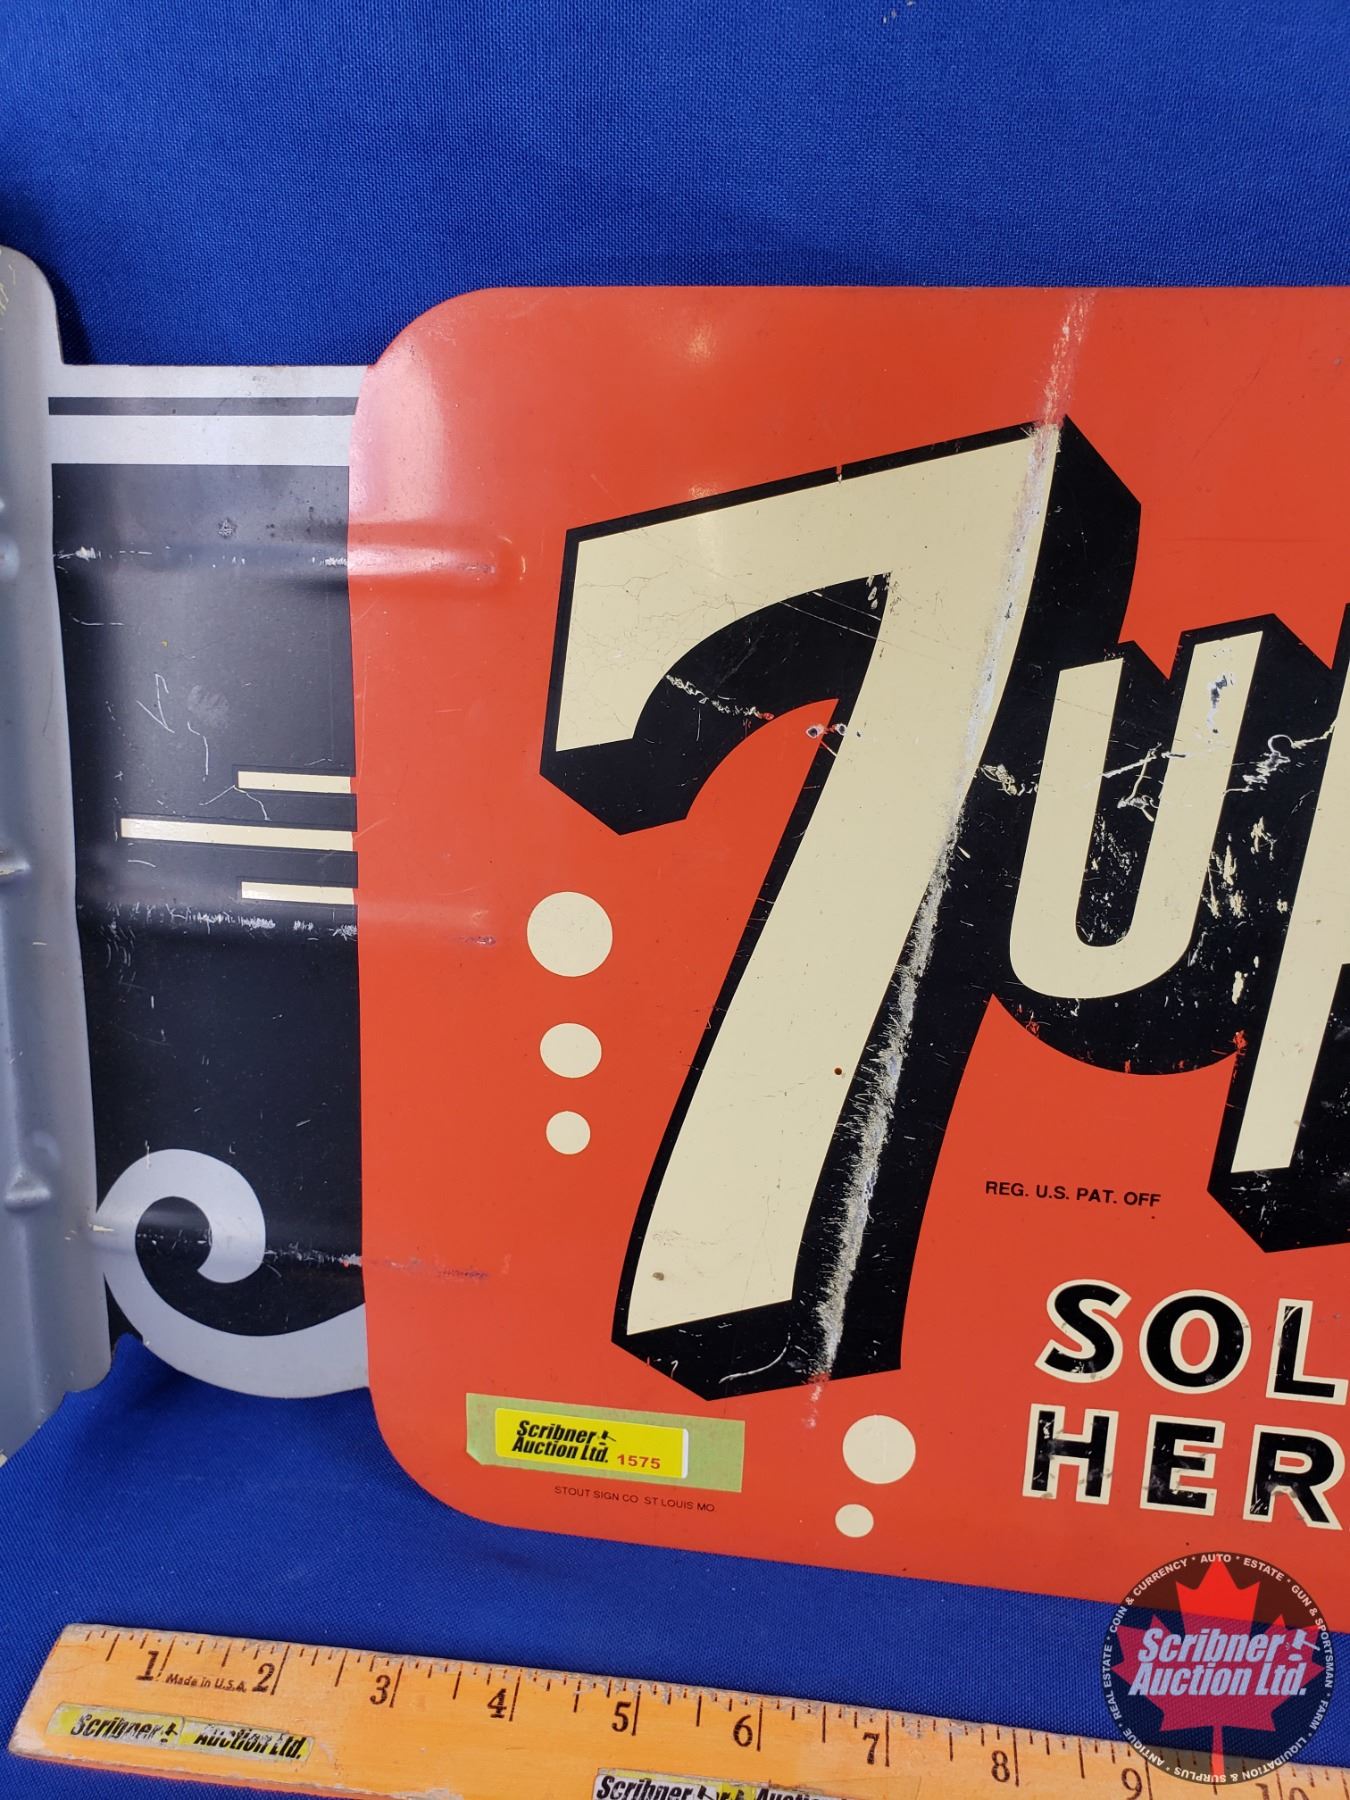 7up
REG. U.S. PAT. OFF
SOL
HER
Scribner
Auction Ltd. 1575
STOUT SIGN CO ST LOUIS MO
1 2 3 4 5 6 7 8 9 10
Made in U.S.A.
Scribner Auction Ltd.
Scribner Auction
REAL ESTATE * COIN & CURRENCY * AUTO * ESTATE * GUN & SPORTSMAN * FARM * LIQUIDATION & SURPLUS * ANTIQUE *
Scribner
Auction Ltd.